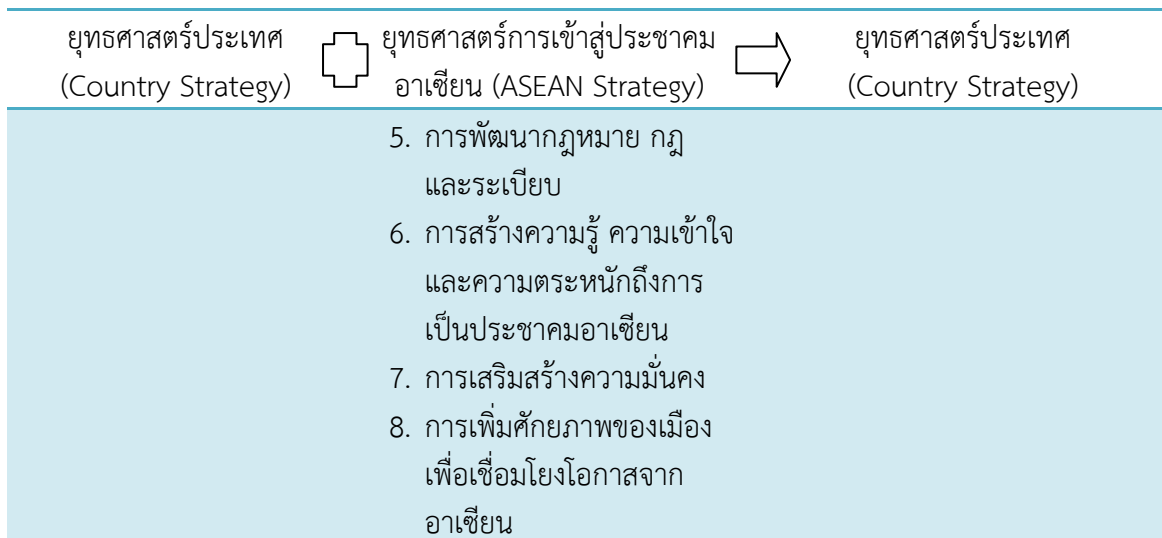 ยุทธศาสตร์ประเทศ
(Country Strategy)
ยุทธศาสตร์การเข้าสู่ประชาคม
อาเซียน (ASEAN Strategy)
ยุทธศาสตร์ประเทศ
(Country Strategy)
5. การพัฒนากฎหมาย กฎ
และระเบียบ
6. การสร้างความรู้ ความเข้าใจ
และความตระหนักถึงการ
เป็นประชาคมอาเซียน
7. การเสริมสร้างความมั่นคง
8. การเพิ่มศักยภาพของเมือง
เพื่อเชื่อมโยงโอกาสจาก
อาเซียน